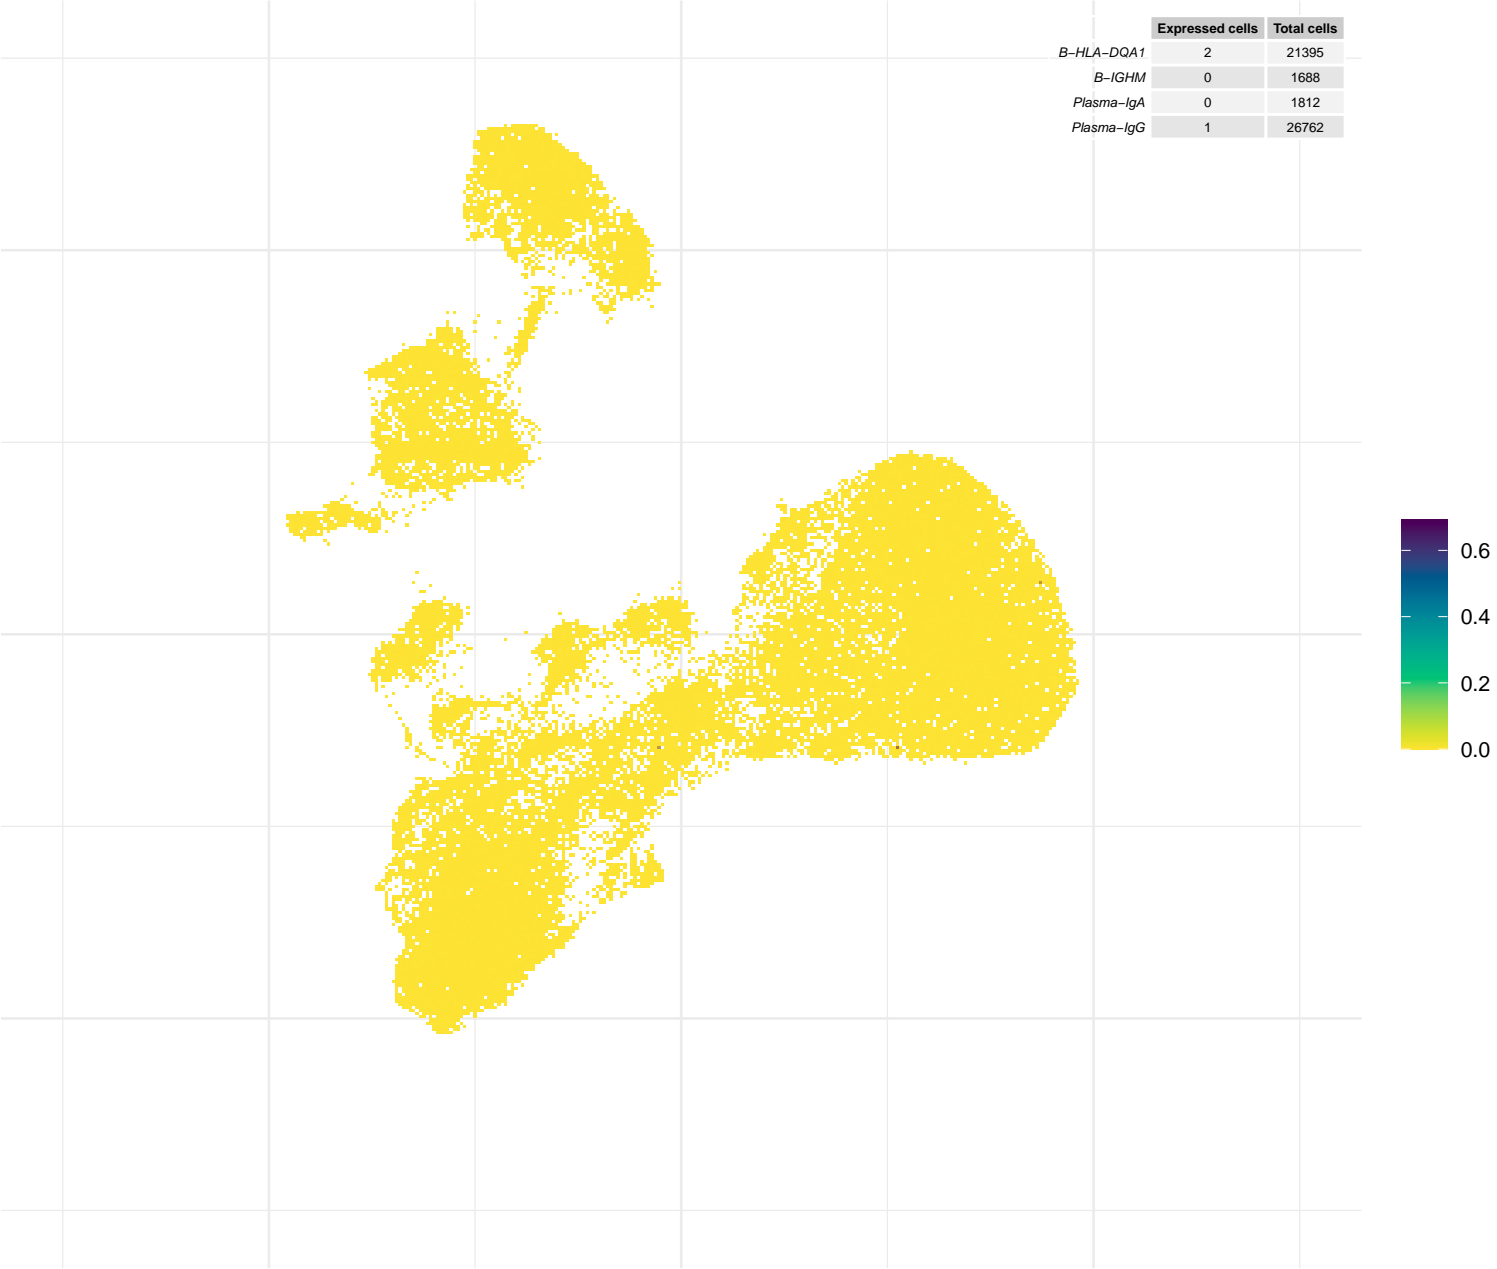 Expressed cells Total cells
B−HLA−DQA1 2 21395
B−IGHM 0 1688
Plasma−IgA 0 1812
Plasma−IgG 1 26762
0.6
0.4
0.2
0.0